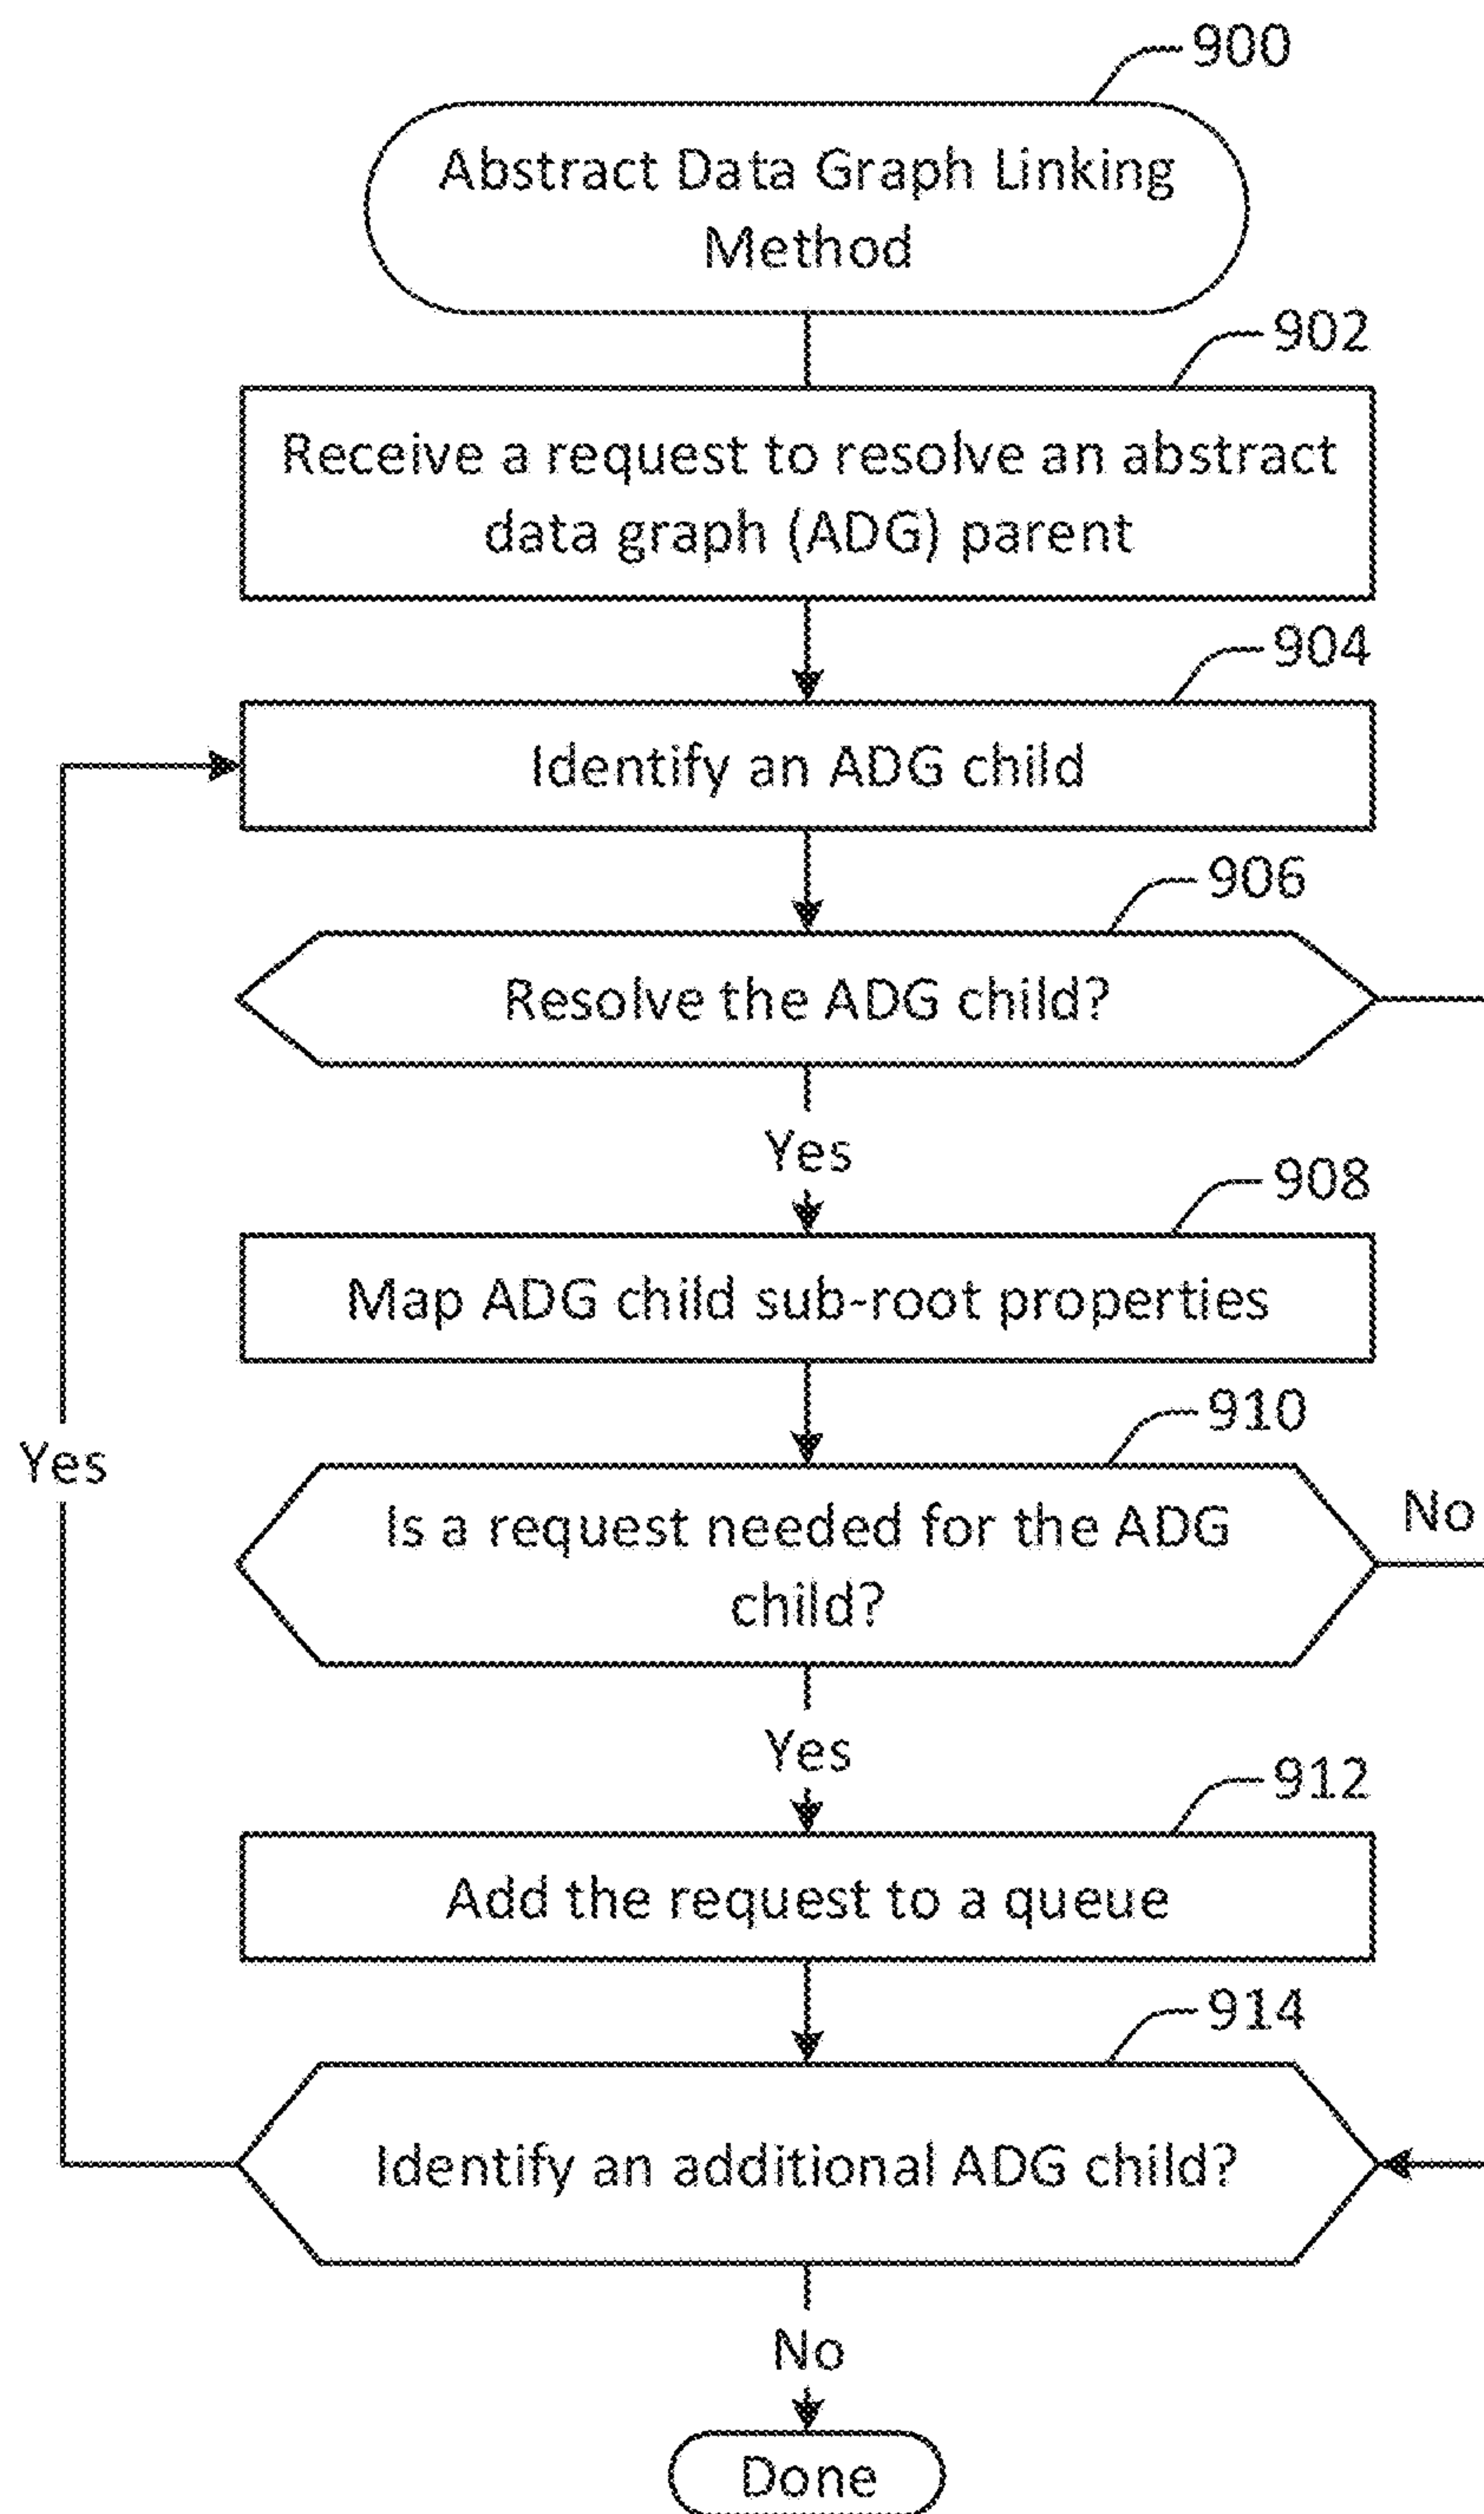 900
Abstract Data Graph Linking
Method
902
Receive a request to resolve an abstract
data graph (ADG) parent
904
Identify an ADG child
906
Resolve the ADG child?
Yes
908
Map ADG child sub-root properties
910
Yes
Is a request needed for the ADG
child?
No
Yes
912
Add the request to a queue
914
Identify an additional ADG child?
No
Done